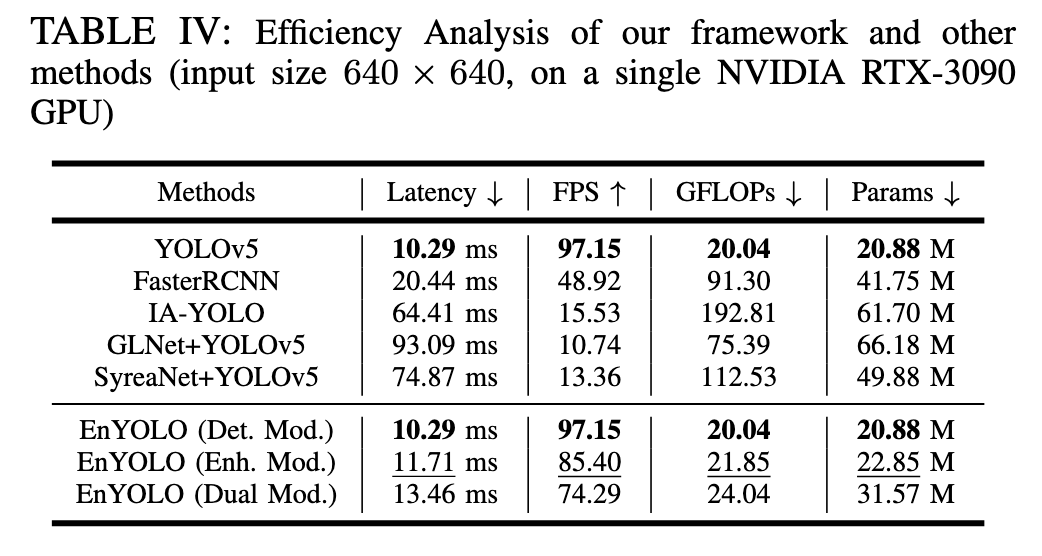 TABLE IV: Efficiency Analysis of our framework and other
methods (input size 640 × 640, on a single NVIDIA RTX-3090
GPU)
Methods | Latency ↓ | FPS ↑ | GFLOPs ↓ | Params ↓
YOLOv5 | 10.29 ms | 97.15 | 20.04 | 20.88 M
FasterRCNN | 20.44 ms | 48.92 | 91.30 | 41.75 M
IA-YOLO | 64.41 ms | 15.53 | 192.81 | 61.70 M
GLNet+YOLOv5 | 93.09 ms | 10.74 | 75.39 | 66.18 M
SyreaNet+YOLOv5 | 74.87 ms | 13.36 | 112.53 | 49.88 M
EnYOLO (Det. Mod.) | 10.29 ms | 97.15 | 20.04 | 20.88 M
EnYOLO (Enh. Mod.) | 11.71 ms | 85.40 | 21.85 | 22.85 M
EnYOLO (Dual Mod.) | 13.46 ms | 74.29 | 24.04 | 31.57 M